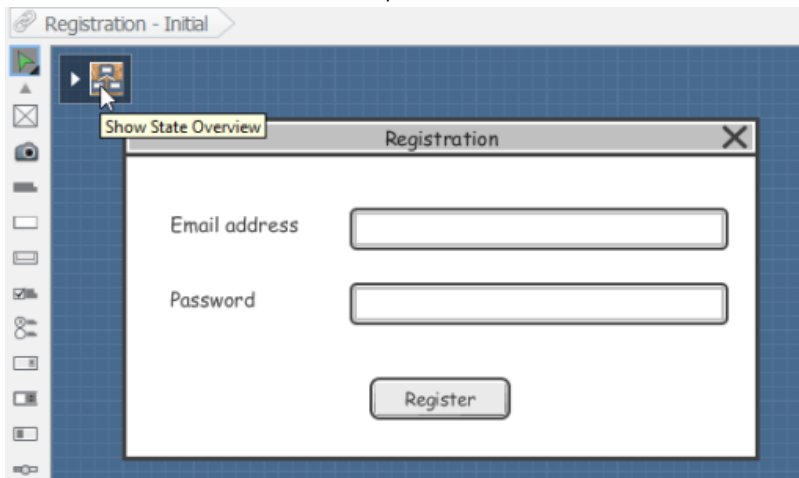 Registration - Initial
Show State Overview
Registration
Email address
Password
Register